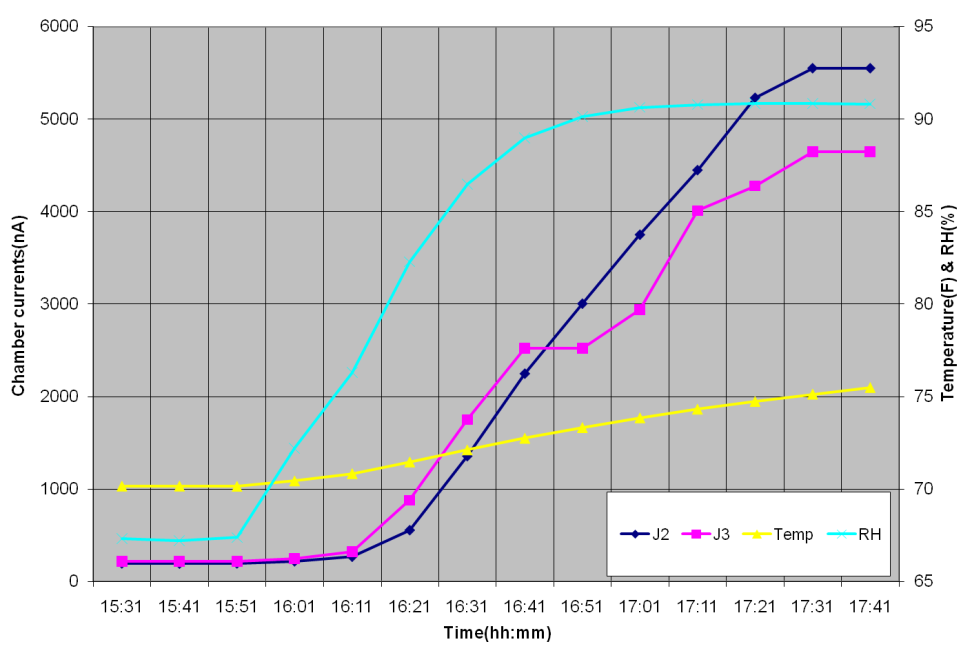 6000
5000
4000
3000
2000
1000
0
Chamber currents(nA)
95
90
85
80
75
70
65
Temperature(F) & RH(%)
J2 J3 Temp RH
15:31 15:41 15:51 16:01 16:11 16:21 16:31 16:41 16:51 17:01 17:11 17:21 17:31 17:41
Time(hh:mm)